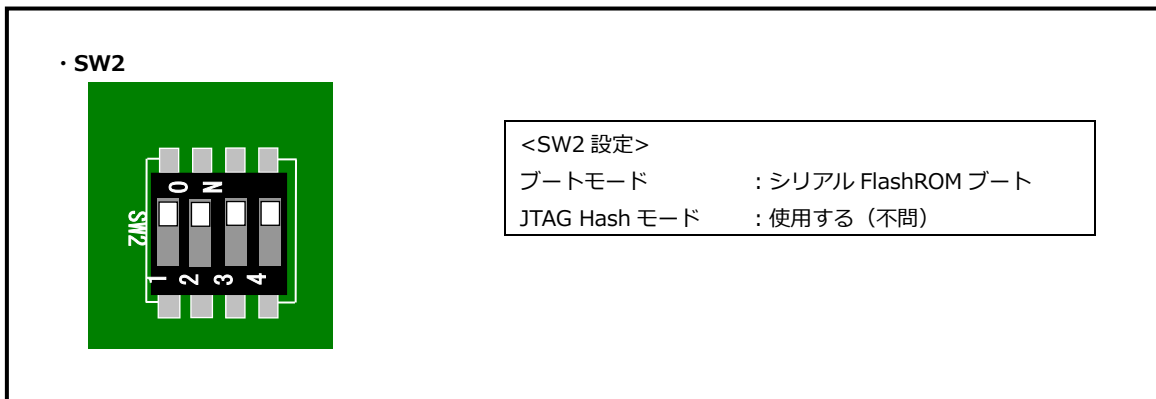 ・SW2
ON
SW2
1 2 3 4
<SW2 設定>
ブートモード : シリアル FlashROM ブート
JTAG Hash モード : 使用する（不問）